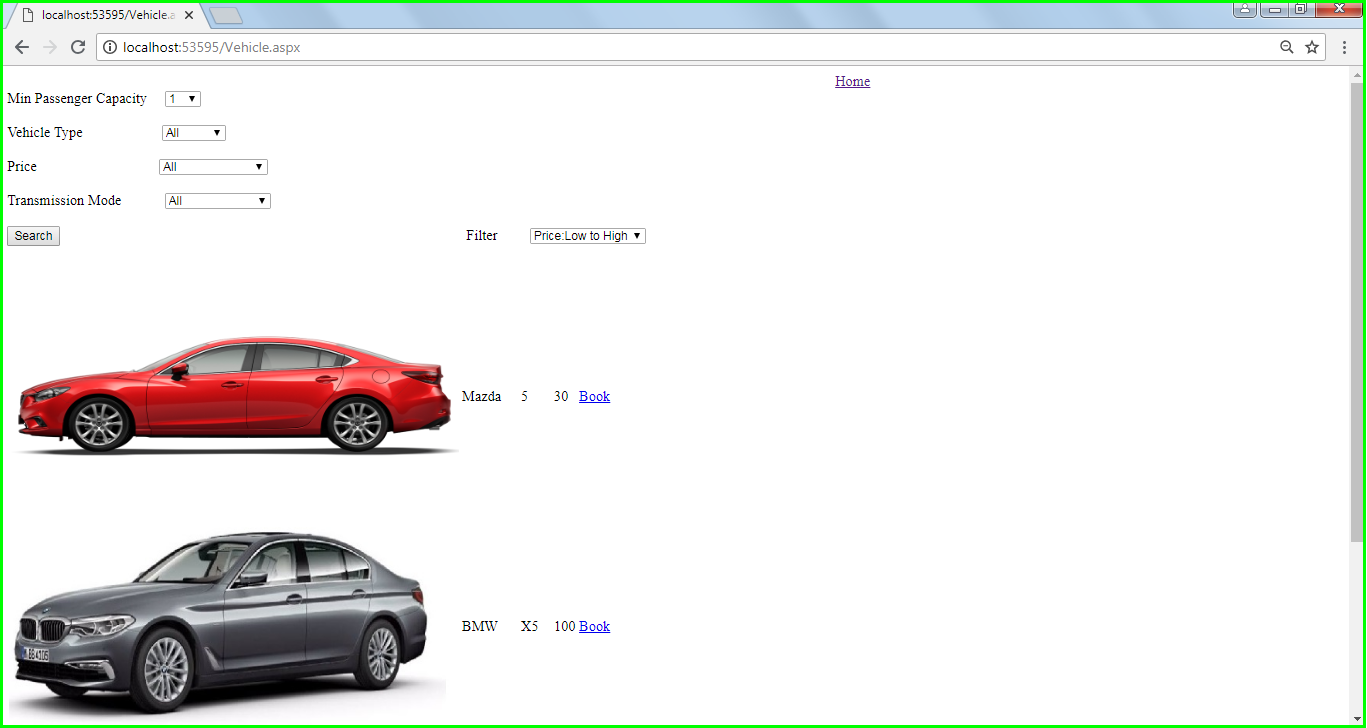 localhost:53595/Vehicle.a
localhost:53595/Vehicle.aspx
Home
Min Passenger Capacity 1
Vehicle Type All
Price All
Transmission Mode All
Search Filter Price:Low to High
Mazda 5 30 Book
BMW X5 100 Book